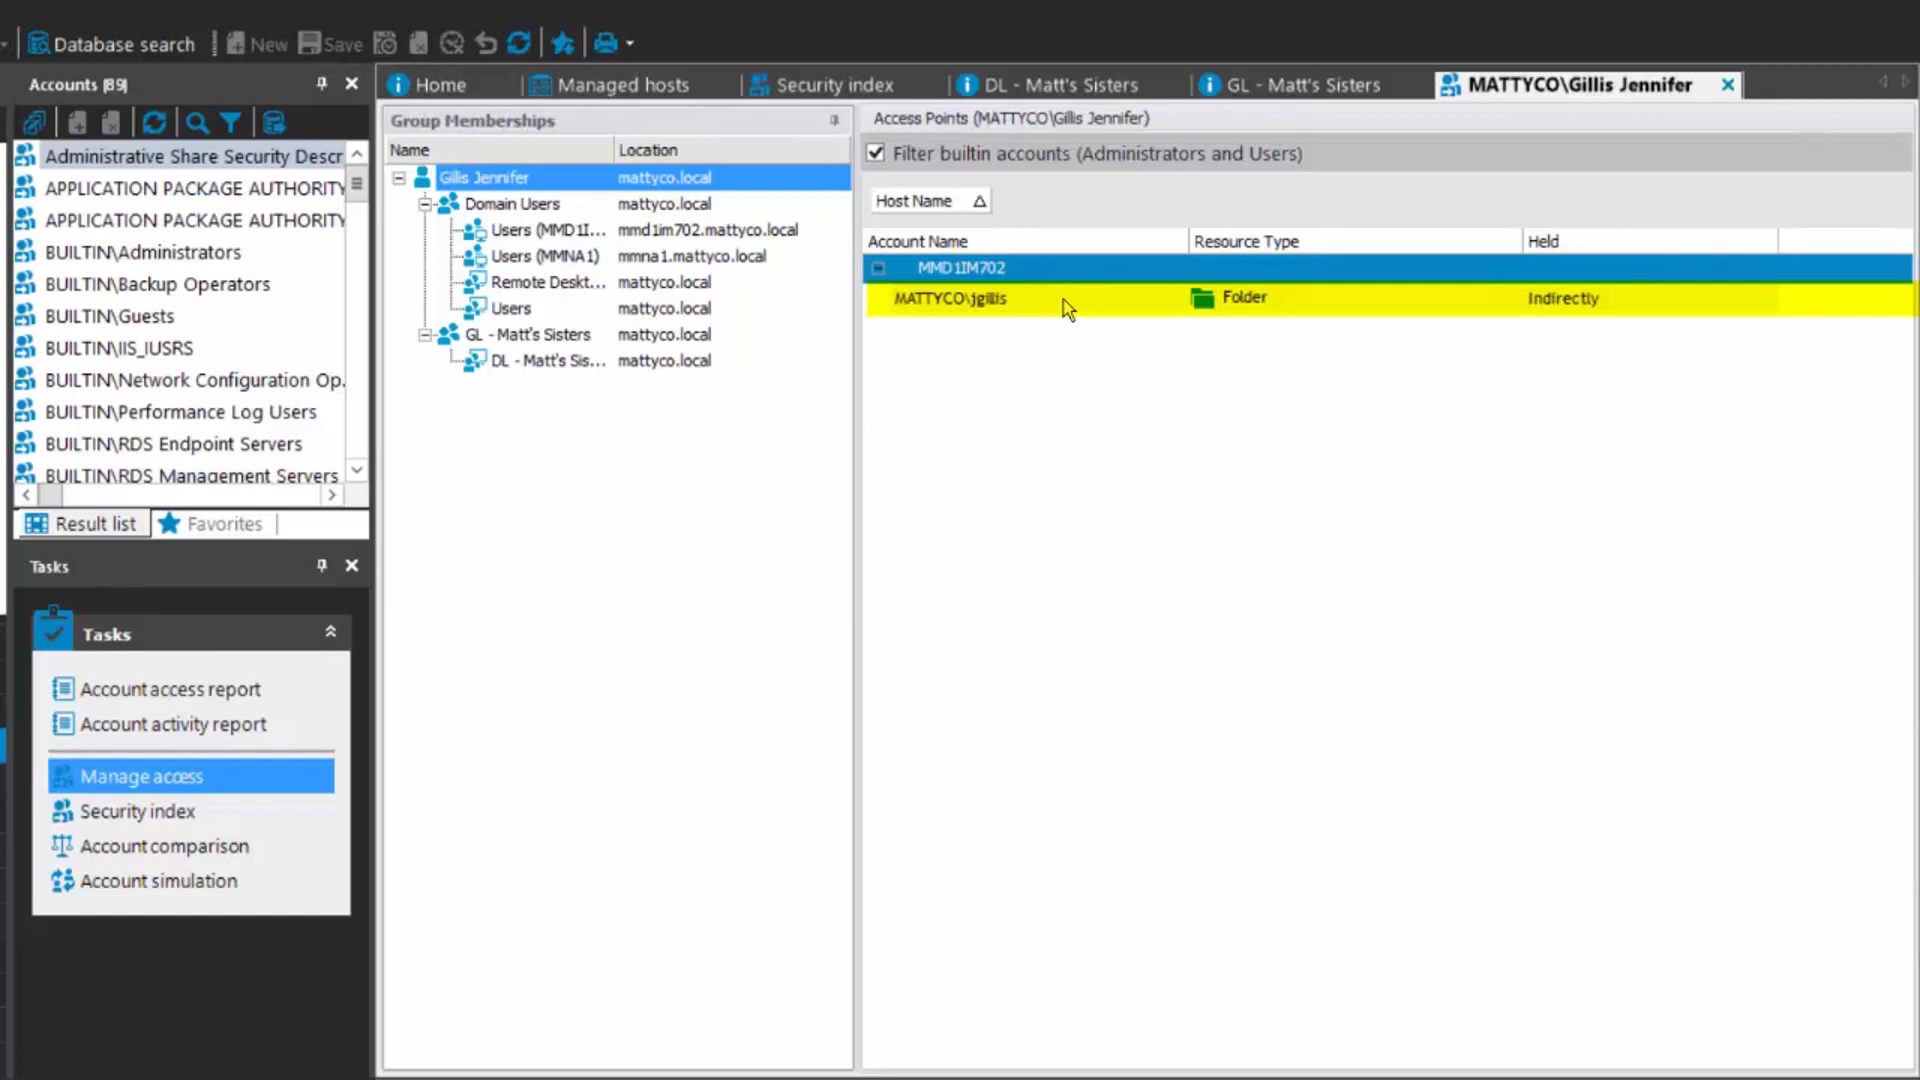 Database search New Save
Accounts (89)
Home Managed hosts Security index DL - Matt's Sisters GL - Matt's Sisters MATTYCO\Gillis Jennifer
Administrative Share Security Descr
APPLICATION PACKAGE AUTHORITY
APPLICATION PACKAGE AUTHORITY
BUILTIN\Administrators
BUILTIN\Backup Operators
BUILTIN\Guests
BUILTIN\IIS_IUSRS
BUILTIN\Network Configuration Op.
BUILTIN\Performance Log Users
BUILTIN\RDS Endpoint Servers
BUILTIN\RDS Management Servers
Result list Favorites
Tasks
Tasks
Account access report
Account activity report
Manage access
Security index
Account comparison
Account simulation
Group Memberships
Name Location
Gillis Jennifer mattyco.local
Domain Users mattyco.local
Users (MMD1I... mmd1im702.mattyco.local
Users (MMNA1) mmna1.mattyco.local
Remote Deskt... mattyco.local
Users mattyco.local
GL - Matt's Sisters mattyco.local
DL - Matt's Sis... mattyco.local
Access Points (MATTYCO\Gillis Jennifer)
Filter builtin accounts (Administrators and Users)
Host Name
Account Name Resource Type Held
MMD1IM702
MATTYCO\jgillis Folder Indirectly